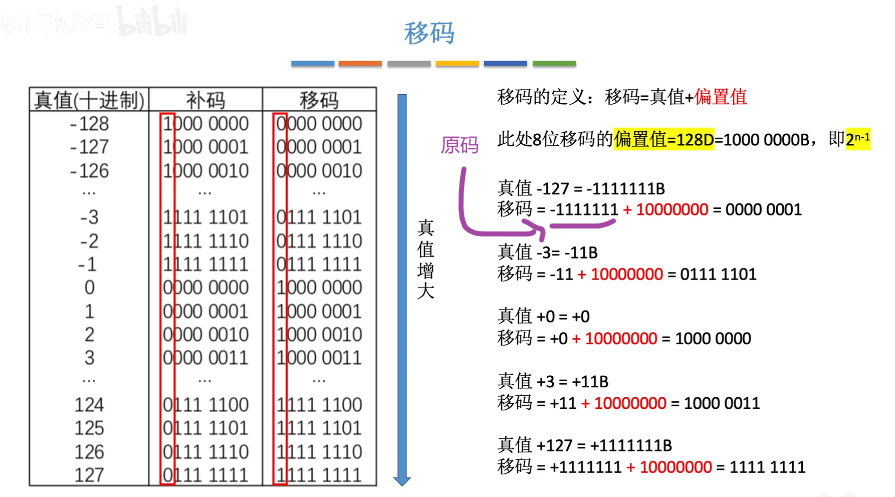 bilibili
移码
真值(十进制) 补码 移码
-128 1000 0000 0000 0000
-127 1000 0001 0000 0001
-126 1000 0010 0000 0010
... ... ...
-3 1111 1101 0111 1101
-2 1111 1110 0111 1110
-1 1111 1111 0111 1111
0 0000 0000 1000 0000
1 0000 0001 1000 0001
2 0000 0010 1000 0010
3 0000 0011 1000 0011
... ... ...
124 0111 1100 1111 1100
125 0111 1101 1111 1101
126 0111 1110 1111 1110
127 0111 1111 1111 1111
真值增大
移码的定义：移码=真值+偏置值
原码
此处8位移码的偏置值=128D=1000 0000B，即2ⁿ⁻¹
真值 -127 = -1111111B
移码 = -1111111 + 10000000 = 0000 0001
真值 -3= -11B
移码 = -11 + 10000000 = 0111 1101
真值 +0 = +0
移码 = +0 + 10000000 = 1000 0000
真值 +3 = +11B
移码 = +11 + 10000000 = 1000 0011
真值 +127 = +1111111B
移码 = +1111111 + 10000000 = 1111 1111